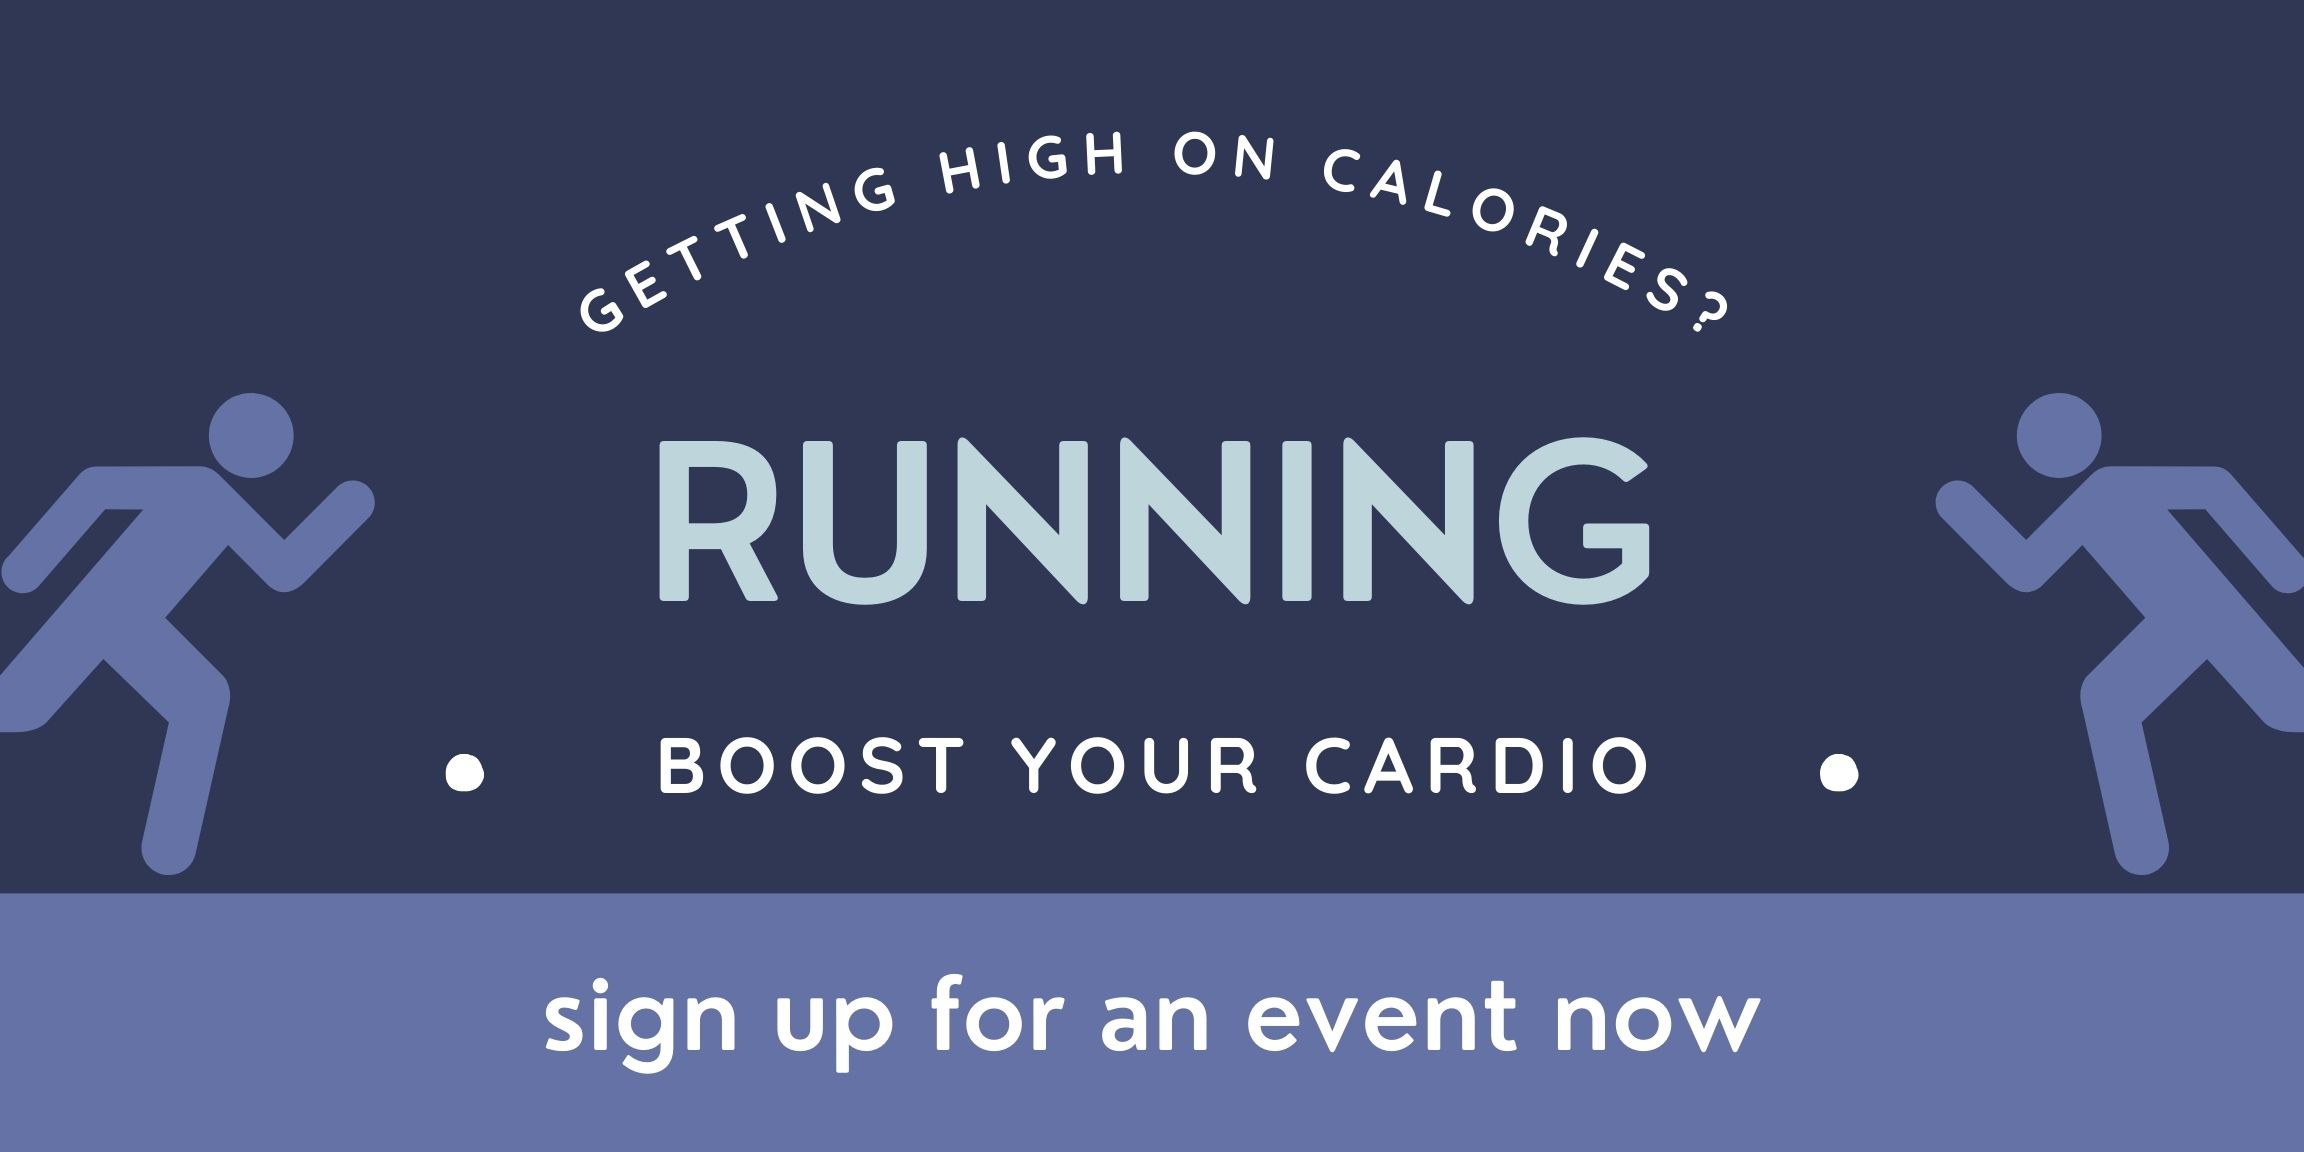 GETTING HIGH ON CALORIES?
RUNNING
BOOST YOUR CARDIO
sign up for an event now